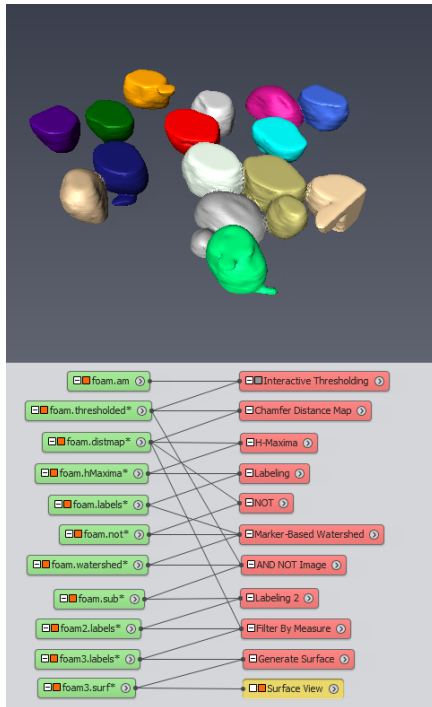 foam.am
Interactive Thresholding
foam.thresholded*
Chamfer Distance Map
foam.distmap*
H-Maxima
foam.hMaxima*
Labeling
foam.labels*
NOT
foam.not*
Marker-Based Watershed
foam.watershed*
AND NOT Image
foam.sub*
Labeling 2
foam2.labels*
Filter By Measure
foam3.labels*
Generate Surface
foam3.surf*
Surface View